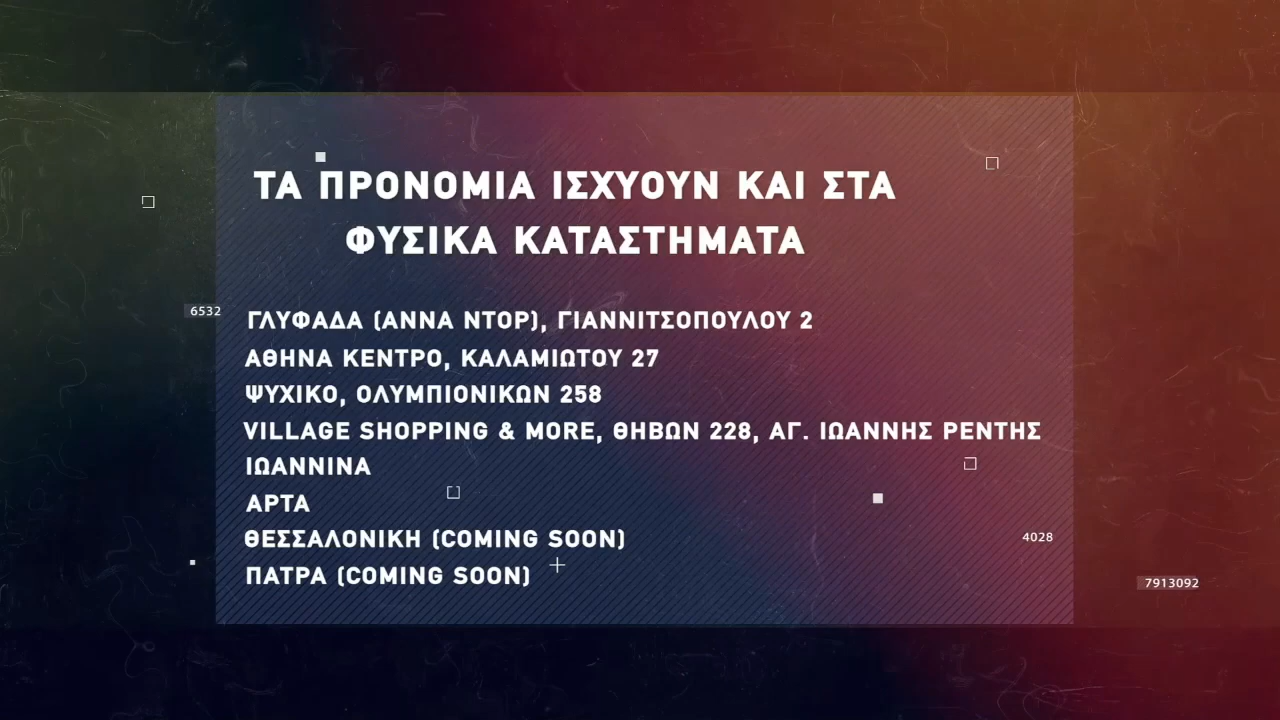 ΤΑ ΠΡΟΝΟΜΙΑ ΙΣΧΥΟΥΝ ΚΑΙ ΣΤΑ
ΦΥΣΙΚΑ ΚΑΤΑΣΤΗΜΑΤΑ
6532
ΓΛΥΦΑΔΑ (ΑΝΝΑ ΝΤΟΡ), ΓΙΑΝΝΙΤΣΟΠΟΥΛΟΥ 2
ΑΘΗΝΑ ΚΕΝΤΡΟ, ΚΑΛΑΜΙΩΤΟΥ 27
ΨΥΧΙΚΟ, ΟΛΥΜΠΙΟΝΙΚΩΝ 258
VILLAGE SHOPPING & MORE, ΘΗΒΩΝ 228, ΑΓ. ΙΩΑΝΝΗΣ ΡΕΝΤΗΣ
ΙΩΑΝΝΙΝΑ
ΑΡΤΑ
ΘΕΣΣΑΛΟΝΙΚΗ (COMING SOON)
4028
ΠΑΤΡΑ (COMING SOON)
7913092